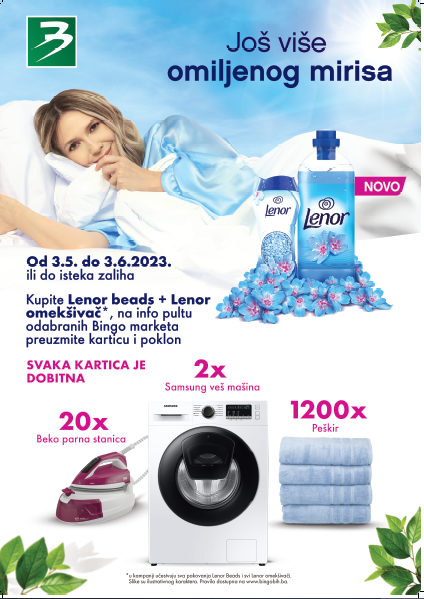 Još više
omiljenog mirisa
Lenor
Lenor
NOVO
Od 3.5. do 3.6.2023.
ili do isteka zaliha
Kupite Lenor beads + Lenor
omekšivač*, na info pultu
odabranih Bingo marketa
preuzmite karticu i poklon
SVAKA KARTICA JE
DOBITNA
2x
Samsung veš mašina
20x
Beko parna stanica
1200x
Peškir
SAMSUNG
*u kampanji učestvuju sva pakovanja Lenor Beads i svi Lenor omekšivači.
Slike su ilustrativnog karaktera. Pravila dostupna na www.bingobih.ba.